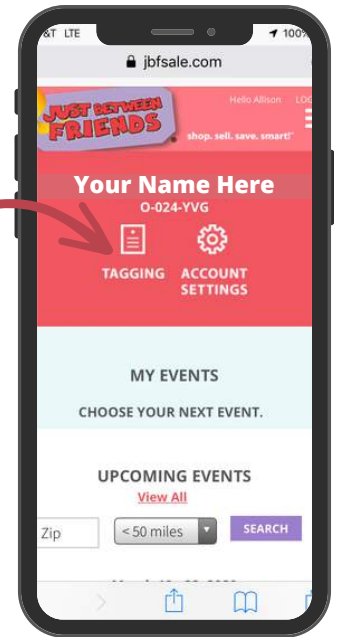 &T LTE 100%
jbfsale.com
Hello Allison LOG
JUST BETWEEN
FRIENDS
shop. sell. save. smart!
Your Name Here
O-024-YVG
TAGGING ACCOUNT
SETTINGS
MY EVENTS
CHOOSE YOUR NEXT EVENT.
UPCOMING EVENTS
View All
Zip < 50 miles SEARCH